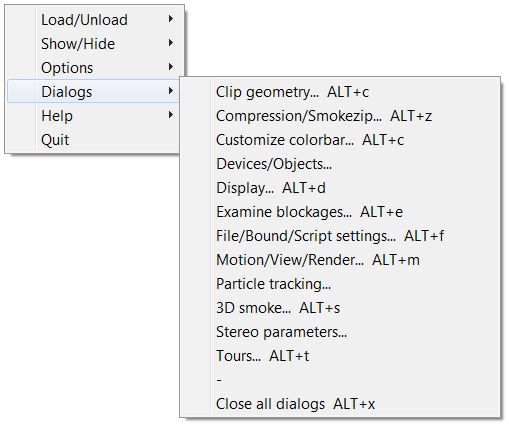 Load/Unload
Show/Hide
Options
Dialogs
Help
Quit
Clip geometry... ALT+c
Compression/Smokezip... ALT+z
Customize colorbar... ALT+c
Devices/Objects...
Display... ALT+d
Examine blockages... ALT+e
File/Bound/Script settings... ALT+f
Motion/View/Render... ALT+m
Particle tracking...
3D smoke... ALT+s
Stereo parameters...
Tours... ALT+t
-
Close all dialogs ALT+x